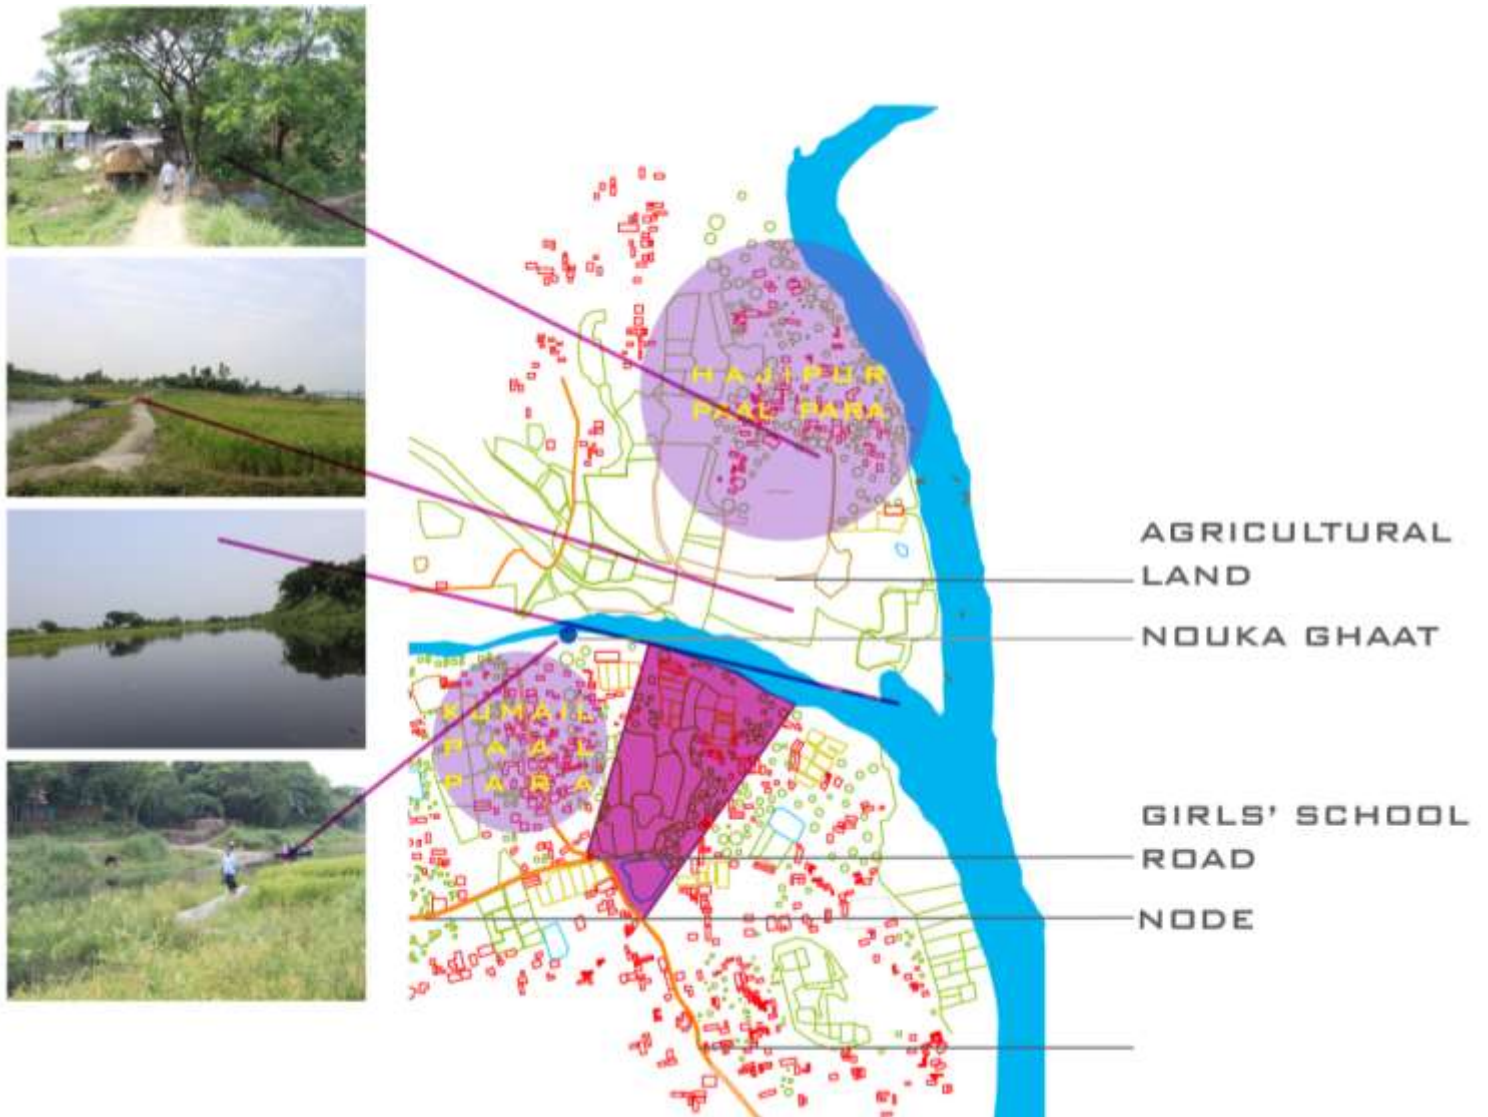 HAJIPUR
PAAL PARA
AGRICULTURAL
LAND
NOUKA GHAAT
KUMAIL
PAAL
PARA
GIRLS' SCHOOL
ROAD
NODE